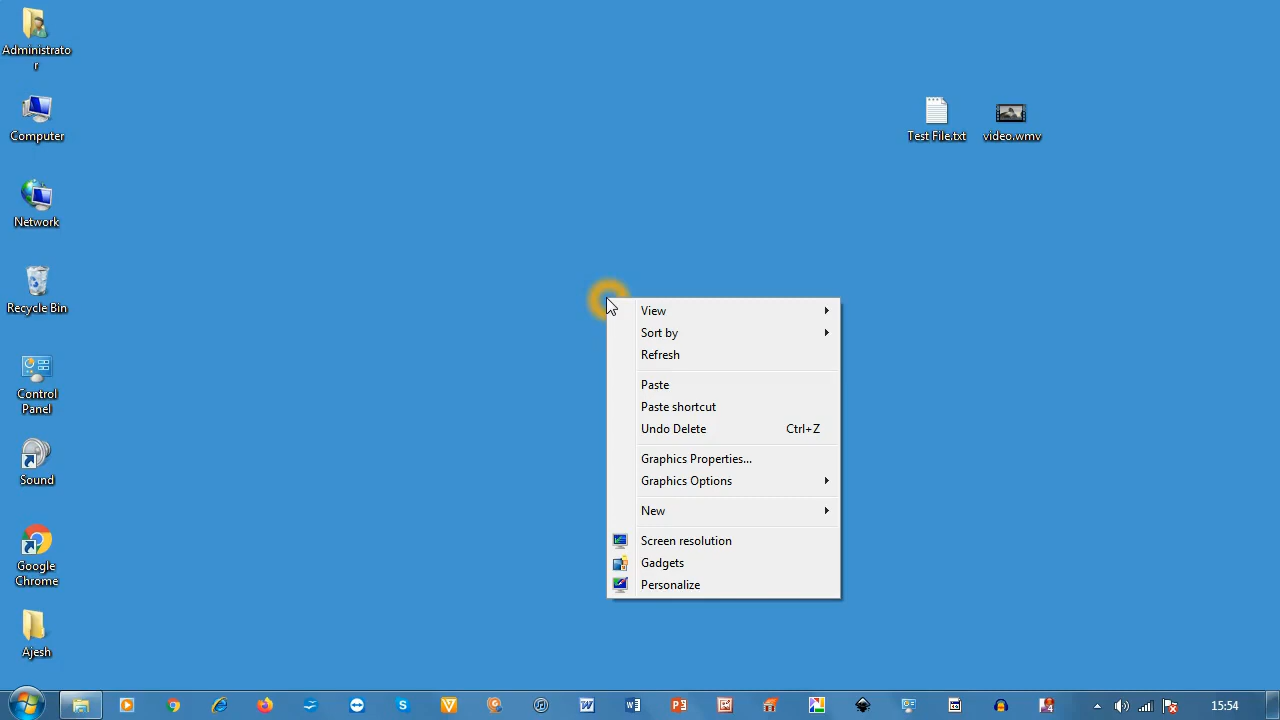 Administrato
r
Computer
Network
Recycle Bin
Control
Panel
Sound
Google
Chrome
Ajesh
Test File.txt
video.wmv
View
Sort by
Refresh
Paste
Paste shortcut
Undo Delete Ctrl+Z
Graphics Properties...
Graphics Options
New
Screen resolution
Gadgets
Personalize
15:54